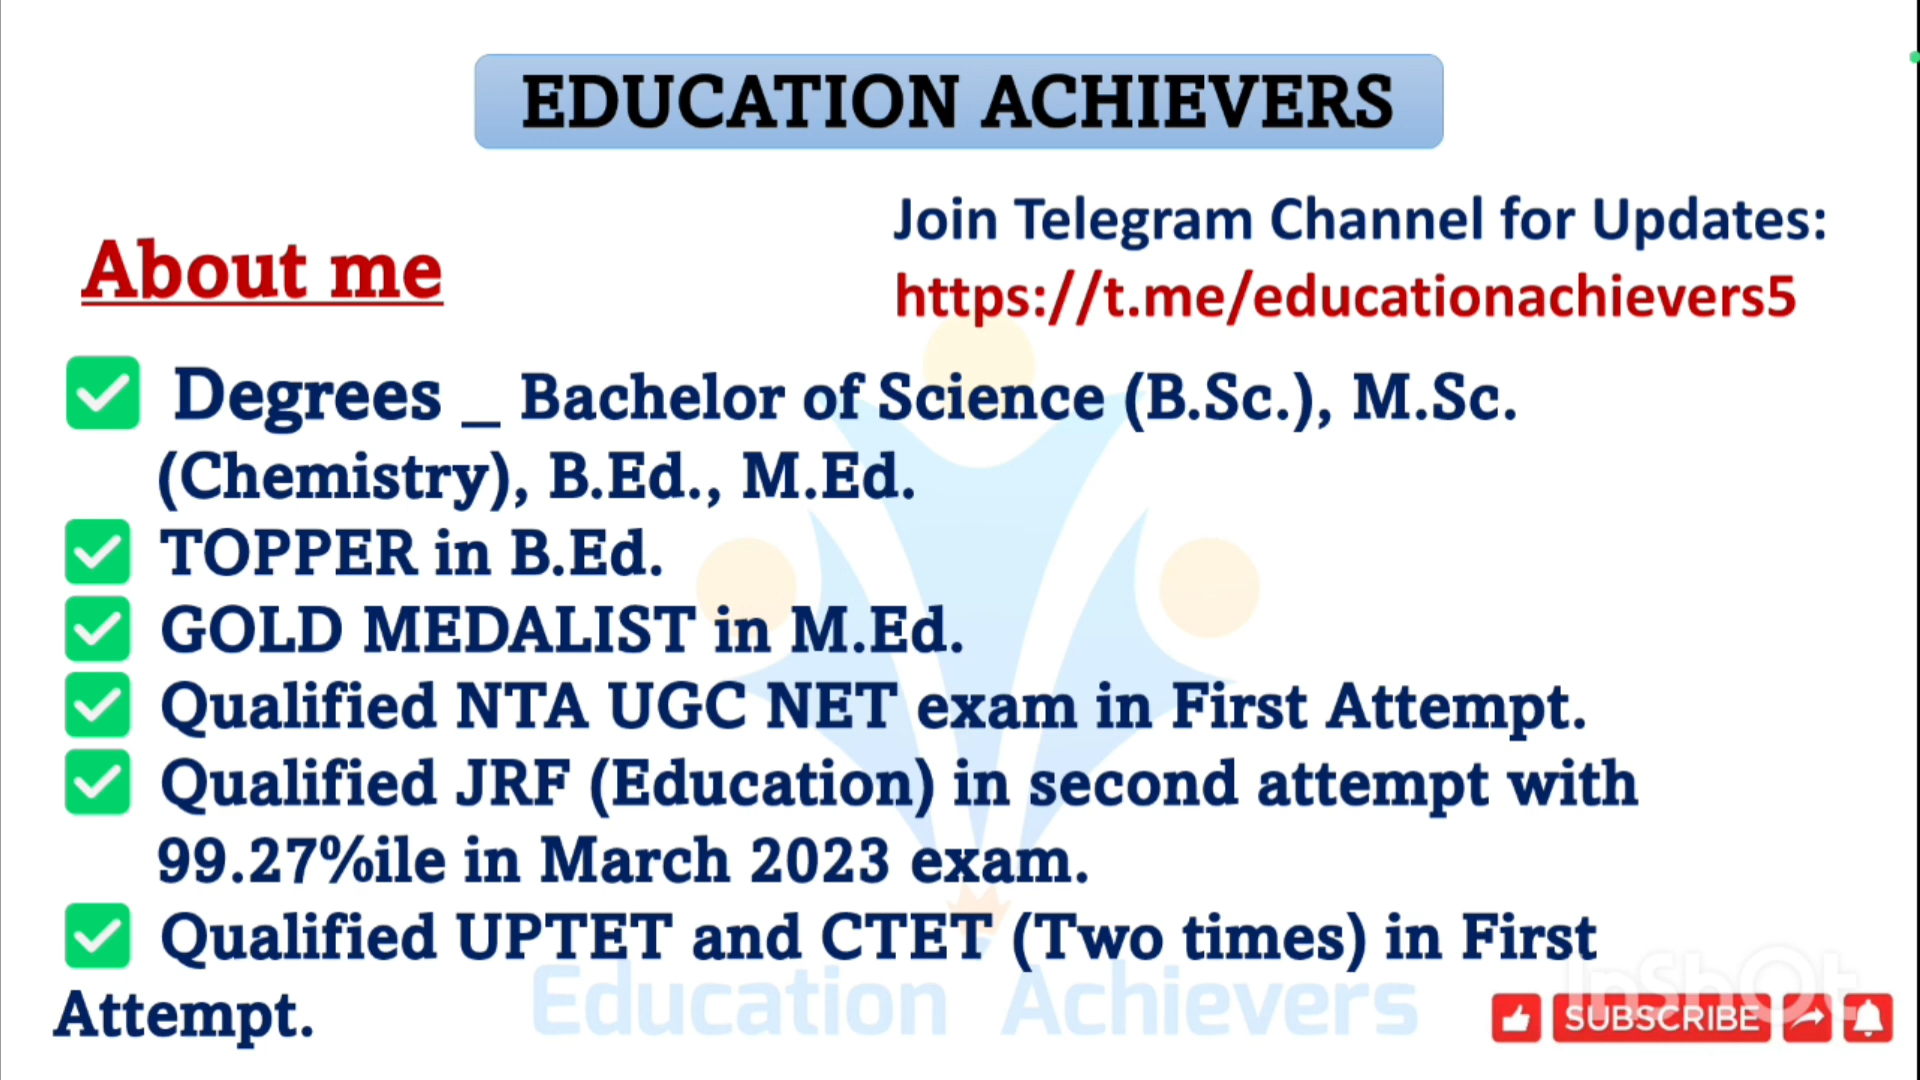 EDUCATION ACHIEVERS
Join Telegram Channel for Updates:
https://t.me/educationachievers5
About me
✅ Degrees _ Bachelor of Science (B.Sc.), M.Sc.
(Chemistry), B.Ed., M.Ed.
✅ TOPPER in B.Ed.
✅ GOLD MEDALIST in M.Ed.
✅ Qualified NTA UGC NET exam in First Attempt.
✅ Qualified JRF (Education) in second attempt with
99.27%ile in March 2023 exam.
✅ Qualified UPTET and CTET (Two times) in First
Attempt.
Education Achievers
InShOt
SUBSCRIBE